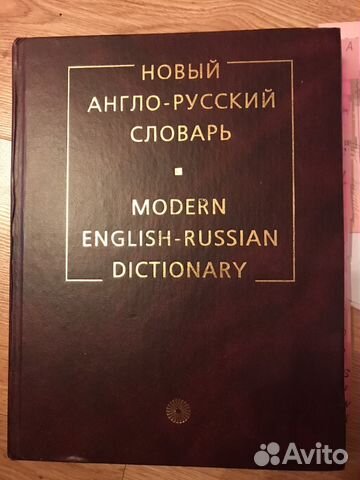 НОВЫЙ
АНГЛО-РУССКИЙ
СЛОВАРЬ
MODERN
ENGLISH-RUSSIAN
DICTIONARY
Avito